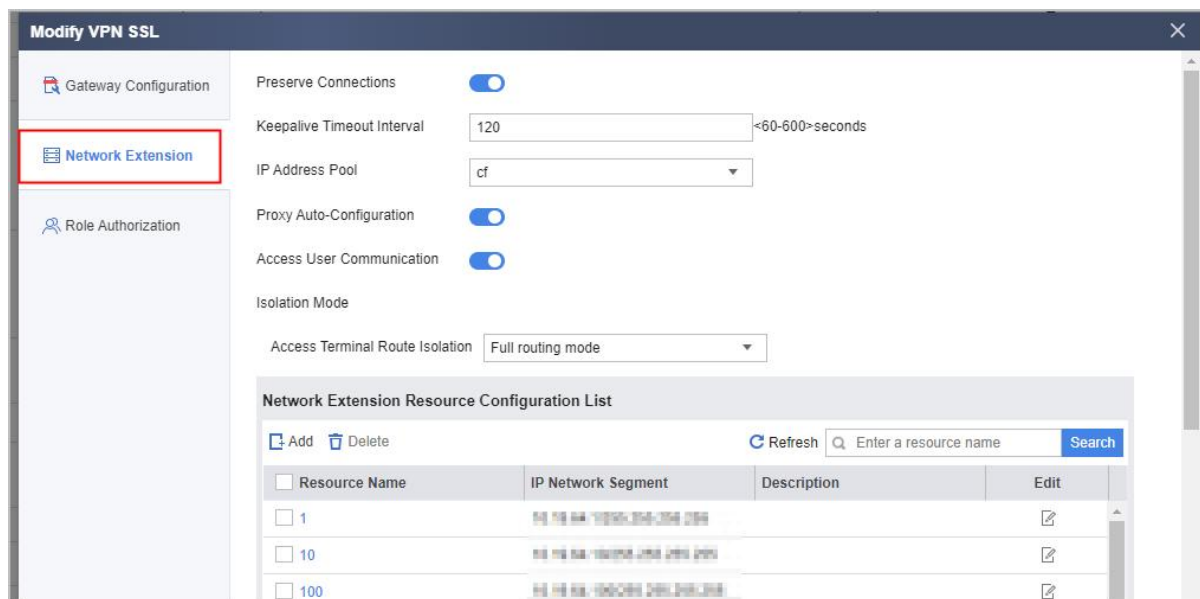 Modify VPN SSL
Gateway Configuration
Network Extension
Role Authorization
Preserve Connections
Keepalive Timeout Interval 120 <60-600>seconds
IP Address Pool cf
Proxy Auto-Configuration
Access User Communication
Isolation Mode
Access Terminal Route Isolation Full routing mode
Network Extension Resource Configuration List
Add Delete Refresh Enter a resource name Search
Resource Name IP Network Segment Description Edit
1
10
100